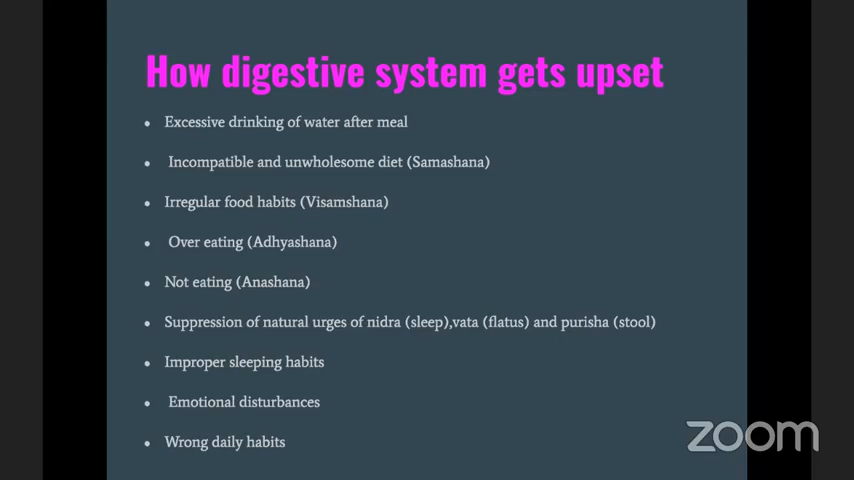 How digestive system gets upset
• Excessive drinking of water after meal
• Incompatible and unwholesome diet (Samashana)
• Irregular food habits (Visamshana)
• Over eating (Adhyashana)
• Not eating (Anashana)
• Suppression of natural urges of nidra (sleep),vata (flatus) and purisha (stool)
• Improper sleeping habits
• Emotional disturbances
• Wrong daily habits
zoom